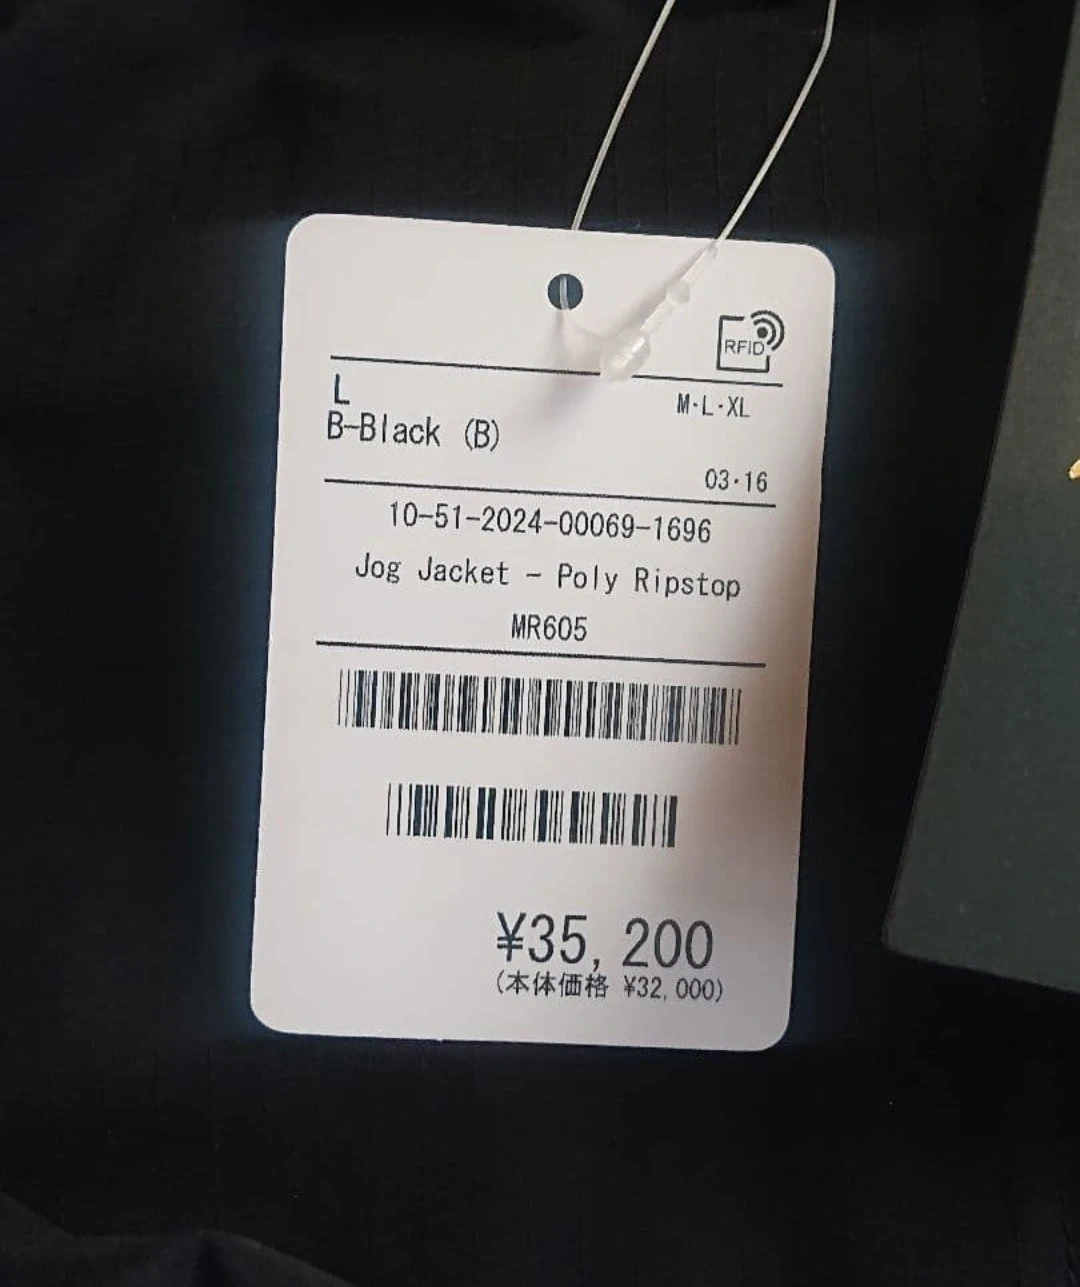 RFID
L
M·L·XL
B-Black (B)
03·16
10-51-2024-00069-1696
Jog Jacket - Poly Ripstop
MR605
¥35,200
(本体価格 ¥32,000)